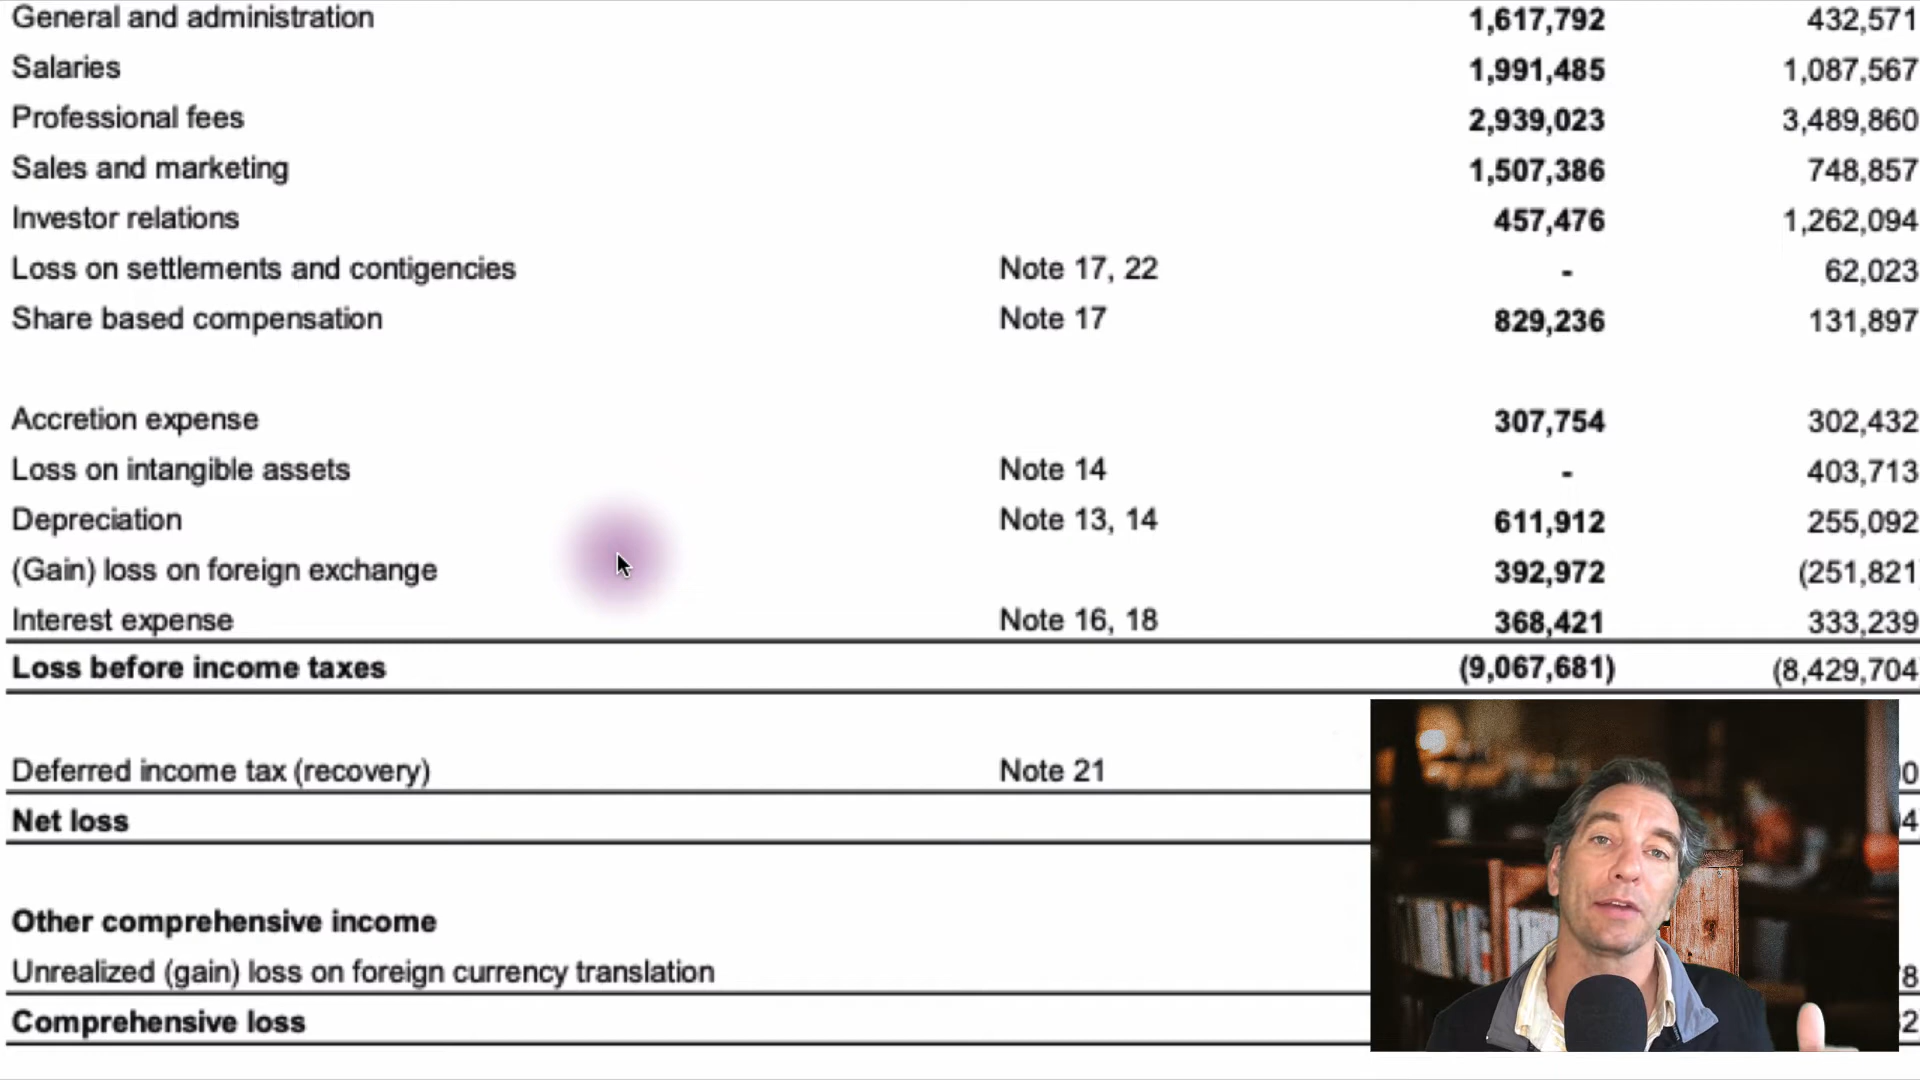 General and administration 1,617,792 432,571
Salaries 1,991,485 1,087,567
Professional fees 2,939,023 3,489,860
Sales and marketing 1,507,386 748,857
Investor relations 457,476 1,262,094
Loss on settlements and contigencies Note 17, 22 - 62,023
Share based compensation Note 17 829,236 131,897
Accretion expense 307,754 302,432
Loss on intangible assets Note 14 - 403,713
Depreciation Note 13, 14 611,912 255,092
(Gain) loss on foreign exchange 392,972 (251,821
Interest expense Note 16, 18 368,421 333,239
Loss before income taxes (9,067,681) (8,429,704
Deferred income tax (recovery) Note 21 0
Net loss 4
Other comprehensive income
Unrealized (gain) loss on foreign currency translation 8
Comprehensive loss 2